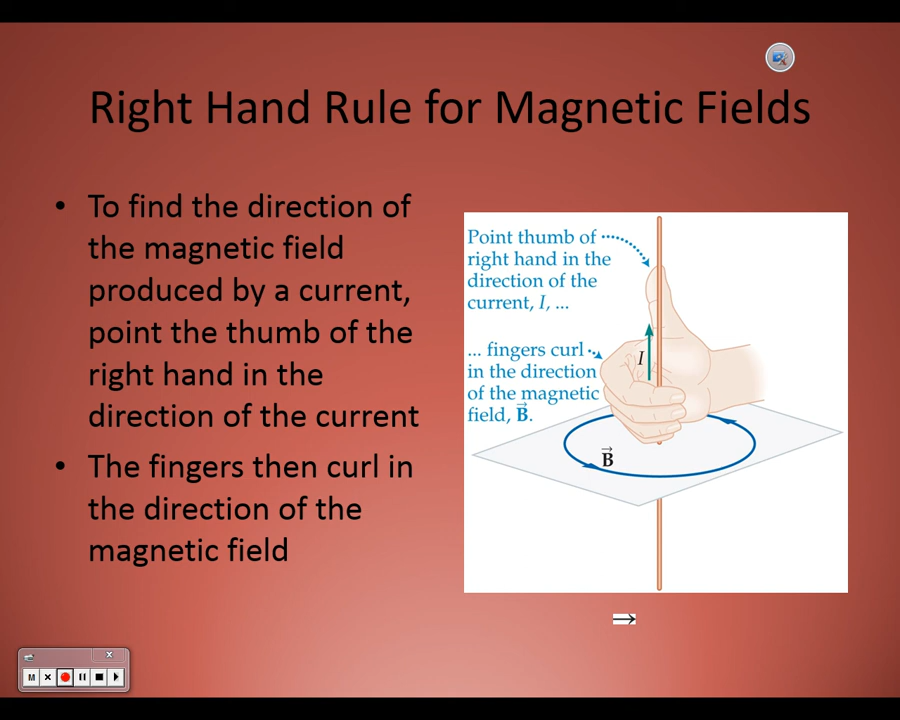 Right Hand Rule for Magnetic Fields
• To find the direction of
the magnetic field
produced by a current,
point the thumb of the
right hand in the
direction of the current
• The fingers then curl in
the direction of the
magnetic field
Point thumb of
right hand in the
direction of the
current, I, ...
... fingers curl
in the direction
of the magnetic
field, B⃗.
I
B⃗
M